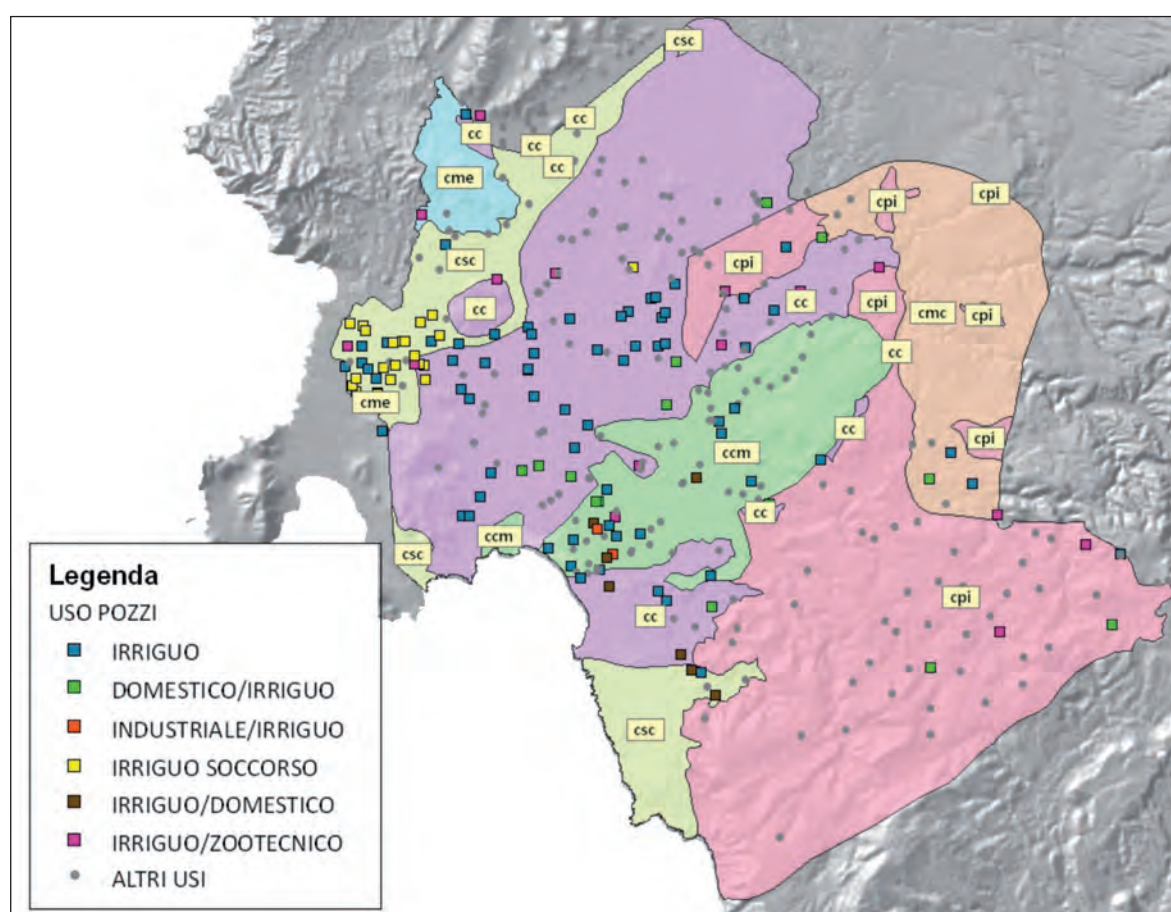 csc
cc
cc
cc
cc
cme
cpi
cpi
csc
cpi
cc
cc
cpi
cmc
cpi
cc
cme
cc
cpi
ccm
cc
csc
ccm
cpi
cc
csc
Legenda
USO POZZI
IRRIGUO
DOMESTICO/IRRIGUO
INDUSTRIALE/IRRIGUO
IRRIGUO SOCCORSO
IRRIGUO/DOMESTICO
IRRIGUO/ZOOTECNICO
ALTRI USI